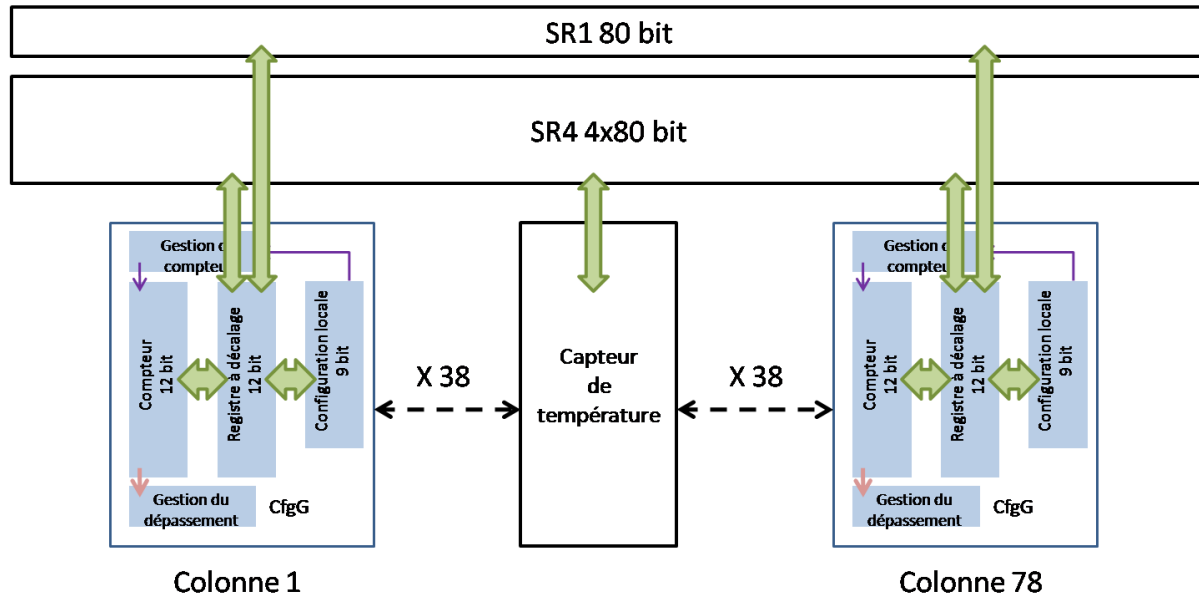 SR1 80 bit
SR4 4x80 bit
Gestion d
compteu
Compteur
12 bit
Registre à décalage
12 bit
Configuration locale
9 bit
Gestion du
dépassement
CfgG
Colonne 1
X 38
Capteur
de
température
X 38
Gestion d
compteu
Compteur
12 bit
Registre à décalage
12 bit
Configuration locale
9 bit
Gestion du
dépassement
CfgG
Colonne 78